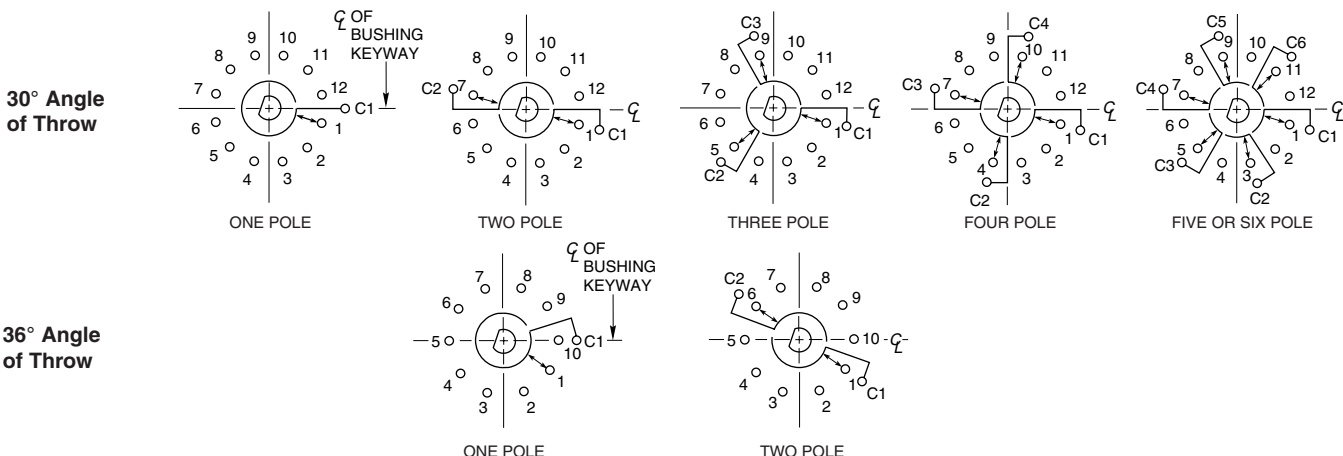 30° Angle
of Throw
℄ OF
BUSHING
KEYWAY
9 10
8 11
7 12
C1
6 1
5 2
4 3
ONE POLE
9 10
8 11
C2 7 12
℄
6 1 C1
5 2
4 3
TWO POLE
C3
9 10
8 11
7 12
℄
6 1 C1
5 2
C2 4 3
THREE POLE
C4
9 10
8 11
C3 7 12
℄
6 1 C1
5 2
4 3
C2
FOUR POLE
C5
9 10 C6
8 11
C4 7 12
℄
6 1 C1
5 2
C3 4 3
C2
FIVE OR SIX POLE
36° Angle
of Throw
℄ OF
BUSHING
KEYWAY
7 8
6 9
5 10 C1
4 1
3 2
ONE POLE
C2 7 8
6 9
5 10 ℄
4 1 C1
3 2
TWO POLE